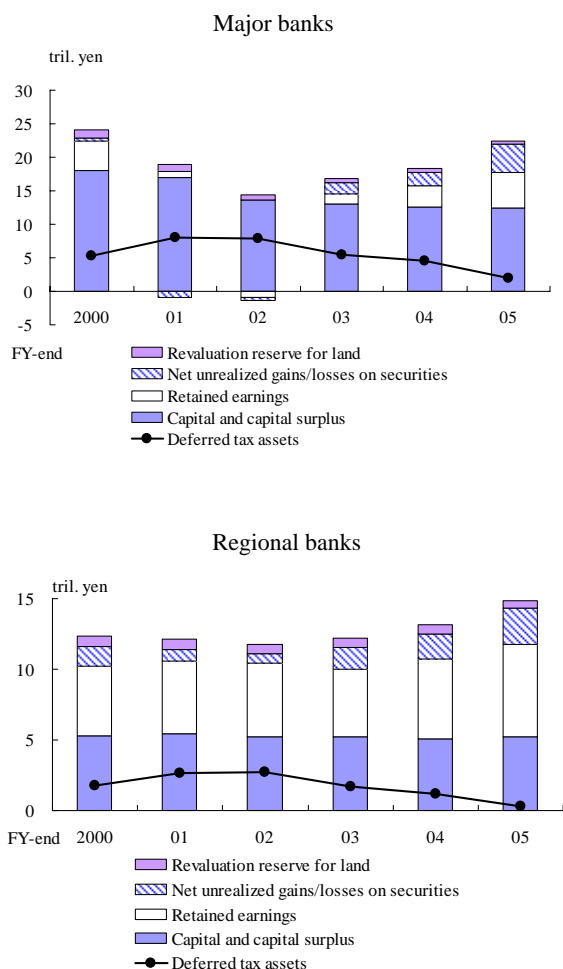 Major banks
tril. yen
30
25
20
15
10
5
0
-5
2000 01 02 03 04 05
FY-end
Revaluation reserve for land
Net unrealized gains/losses on securities
Retained earnings
Capital and capital surplus
Deferred tax assets
Regional banks
tril. yen
15
10
5
0
FY-end 2000 01 02 03 04 05
Revaluation reserve for land
Net unrealized gains/losses on securities
Retained earnings
Capital and capital surplus
Deferred tax assets